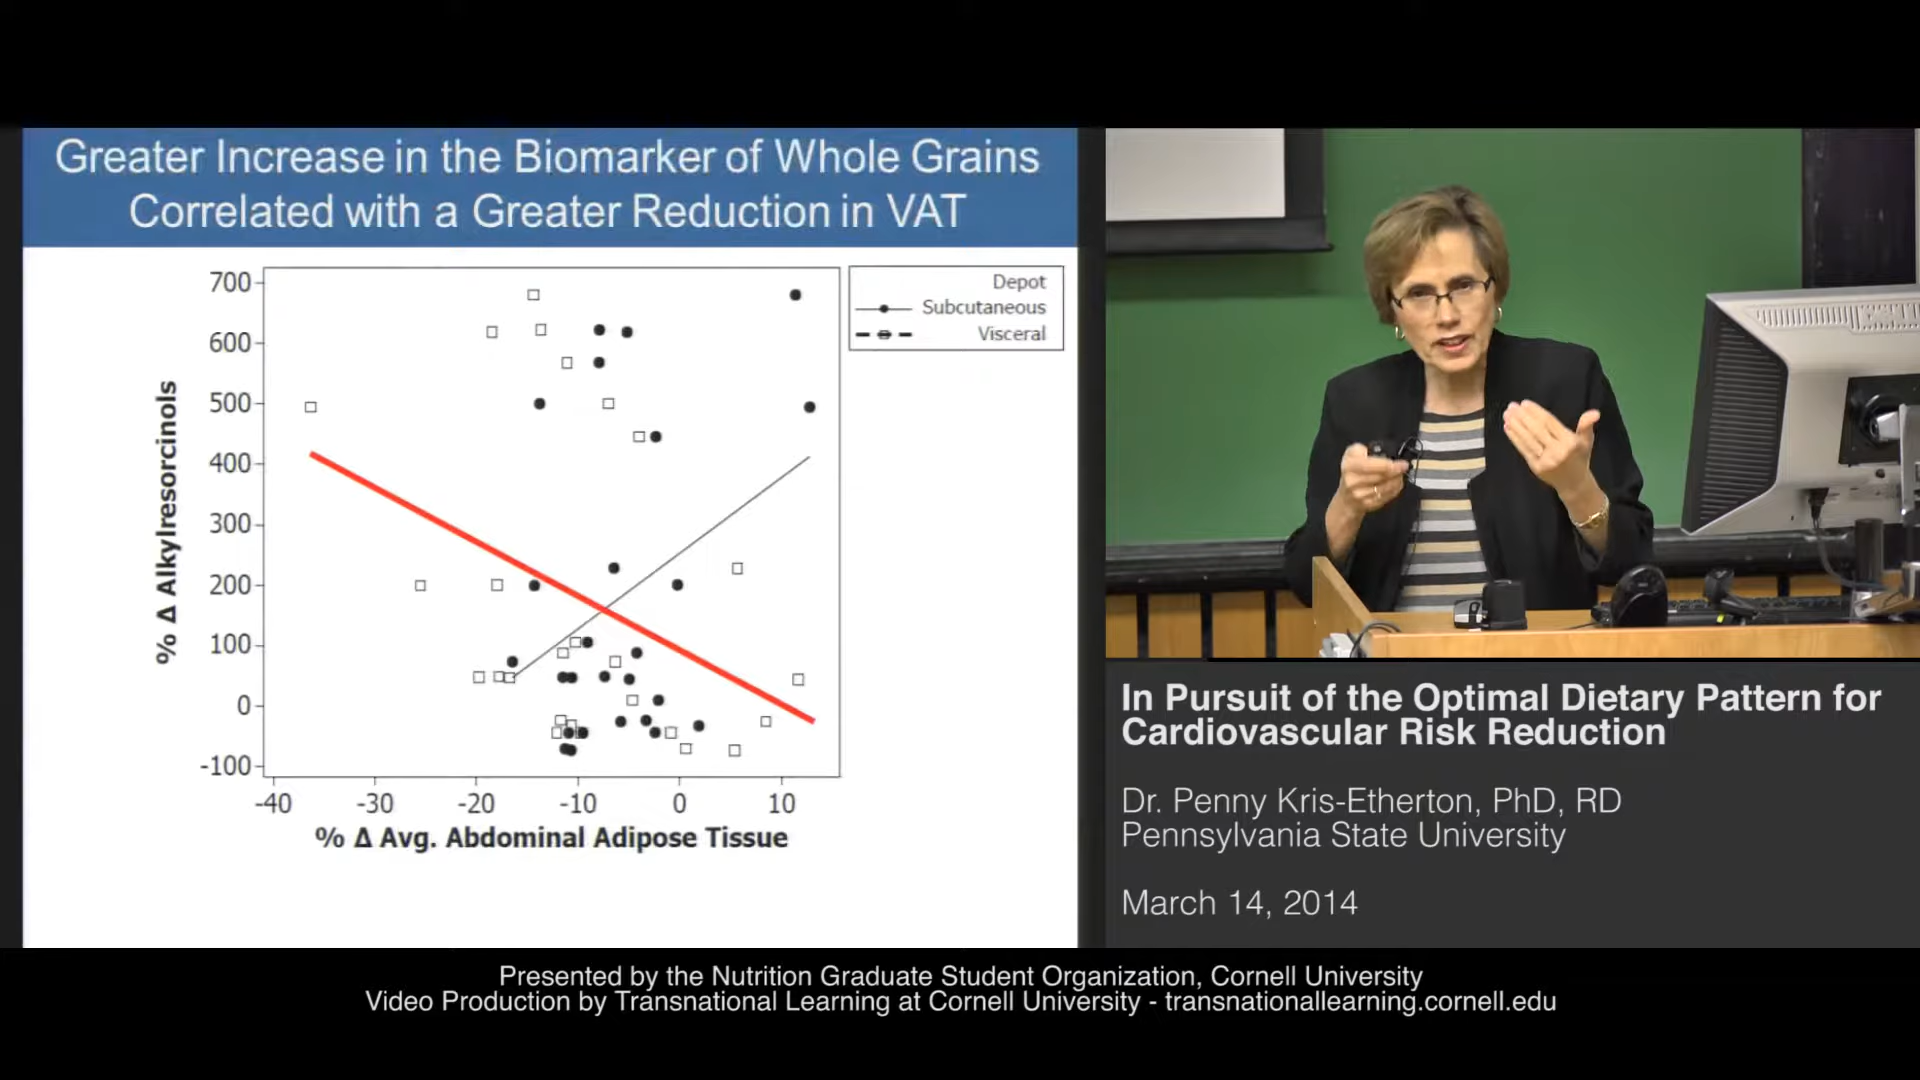 Greater Increase in the Biomarker of Whole Grains
Correlated with a Greater Reduction in VAT
700
600
500
400
300
200
100
0
-100
% Δ Alkylresorcinols
-40
-30
-20
-10
0
10
% Δ Avg. Abdominal Adipose Tissue
Depot
Subcutaneous
Visceral
In Pursuit of the Optimal Dietary Pattern for
Cardiovascular Risk Reduction
Dr. Penny Kris-Etherton, PhD, RD
Pennsylvania State University
March 14, 2014
Presented by the Nutrition Graduate Student Organization, Cornell University
Video Production by Transnational Learning at Cornell University - transnationallearning.cornell.edu